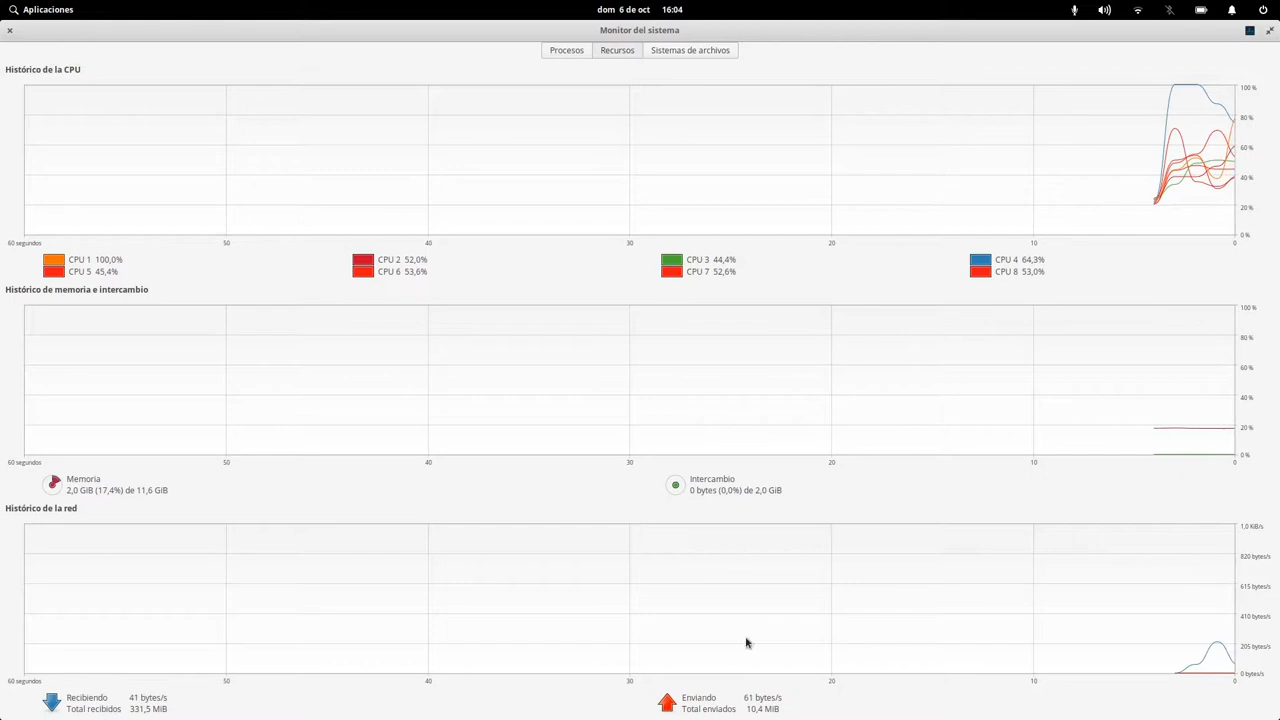 Aplicaciones dom 6 de oct 16:04
Monitor del sistema
Procesos Recursos Sistemas de archivos
Histórico de la CPU
100 %
80 %
60 %
40 %
20 %
0 %
60 segundos 50 40 30 20 10 0
CPU 1 100,0% CPU 2 52,0% CPU 3 44,4% CPU 4 64,3%
CPU 5 45,4% CPU 6 53,6% CPU 7 52,6% CPU 8 53,0%
Histórico de memoria e intercambio
100 %
80 %
60 %
40 %
20 %
0 %
60 segundos 50 40 30 20 10 0
Memoria Intercambio
2,0 GiB (17,4%) de 11,6 GiB 0 bytes (0,0%) de 2,0 GiB
Histórico de la red
1,0 KiB/s
820 bytes/s
615 bytes/s
410 bytes/s
205 bytes/s
0 bytes/s
60 segundos 50 40 30 20 10 0
Recibiendo 41 bytes/s Enviando 61 bytes/s
Total recibidos 331,5 MiB Total enviados 10,4 MiB